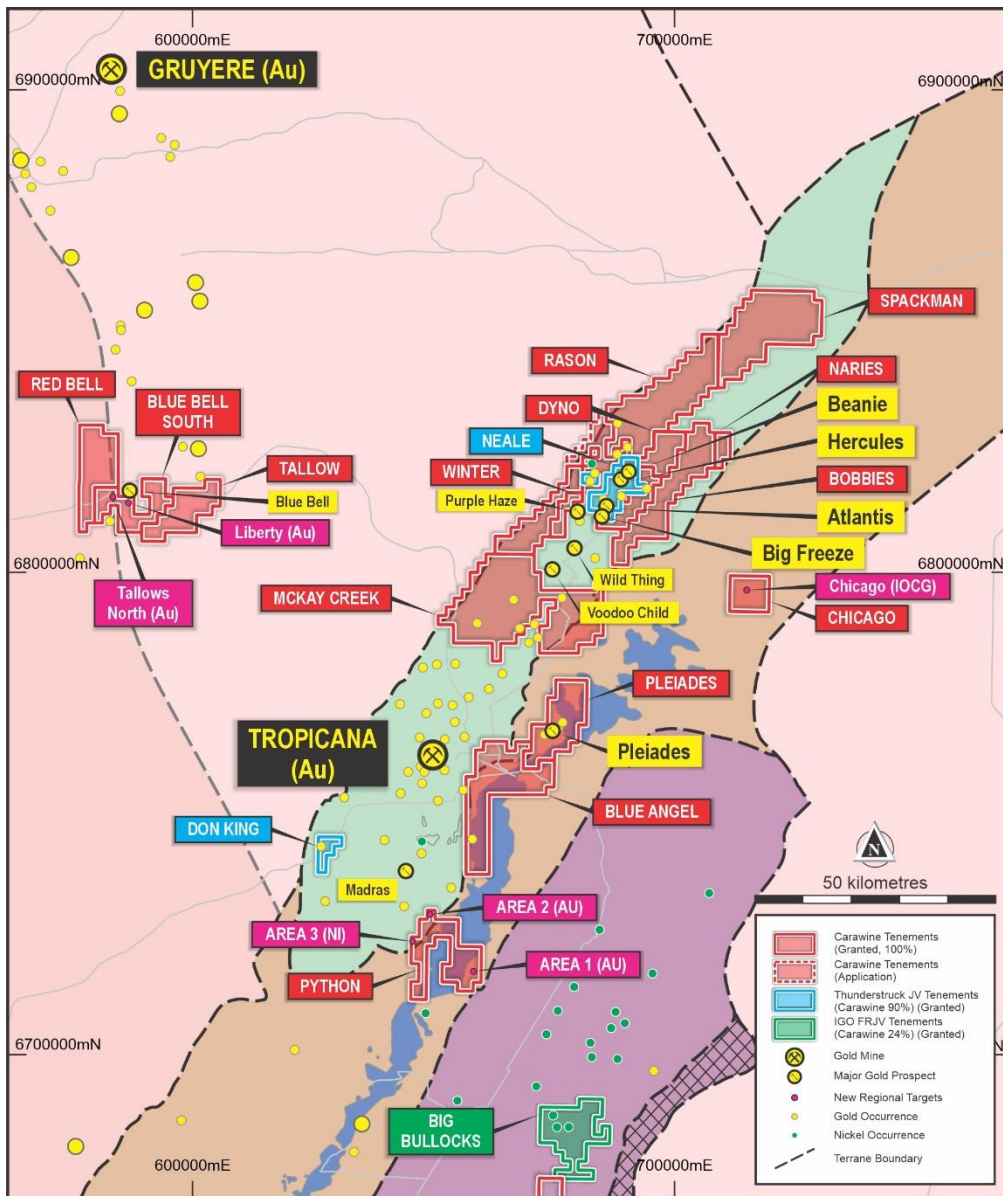 600000mE
700000mE
GRUYERE (Au)
6900000mN
6900000mN
SPACKMAN
RASON
NARIES
RED BELL
BLUE BELL
SOUTH
DYNO
Beanie
NEALE
Hercules
TALLOW
WINTER
BOBBIES
Blue Bell
Purple Haze
Atlantis
Liberty (Au)
Big Freeze
6800000mN
6800000mN
Wild Thing
Tallows
North (Au)
MCKAY CREEK
Voodoo Child
Chicago (IOCG)
CHICAGO
PLEIADES
TROPICANA
(Au)
Pleiades
BLUE ANGEL
DON KING
N
50 kilometres
Madras
AREA 2 (AU)
AREA 3 (NI)
AREA 1 (AU)
PYTHON
Carawine Tenements
(Granted, 100%)
Carawine Tenements
(Application)
Thunderstruck JV Tenements
(Carawine 90%) (Granted)
IGO FRJV Tenements
(Carawine 24%) (Granted)
Gold Mine
Major Gold Prospect
New Regional Targets
Gold Occurrence
Nickel Occurrence
Terrane Boundary
6700000mN
6700000mN
BIG
BULLOCKS
600000mE
700000mE